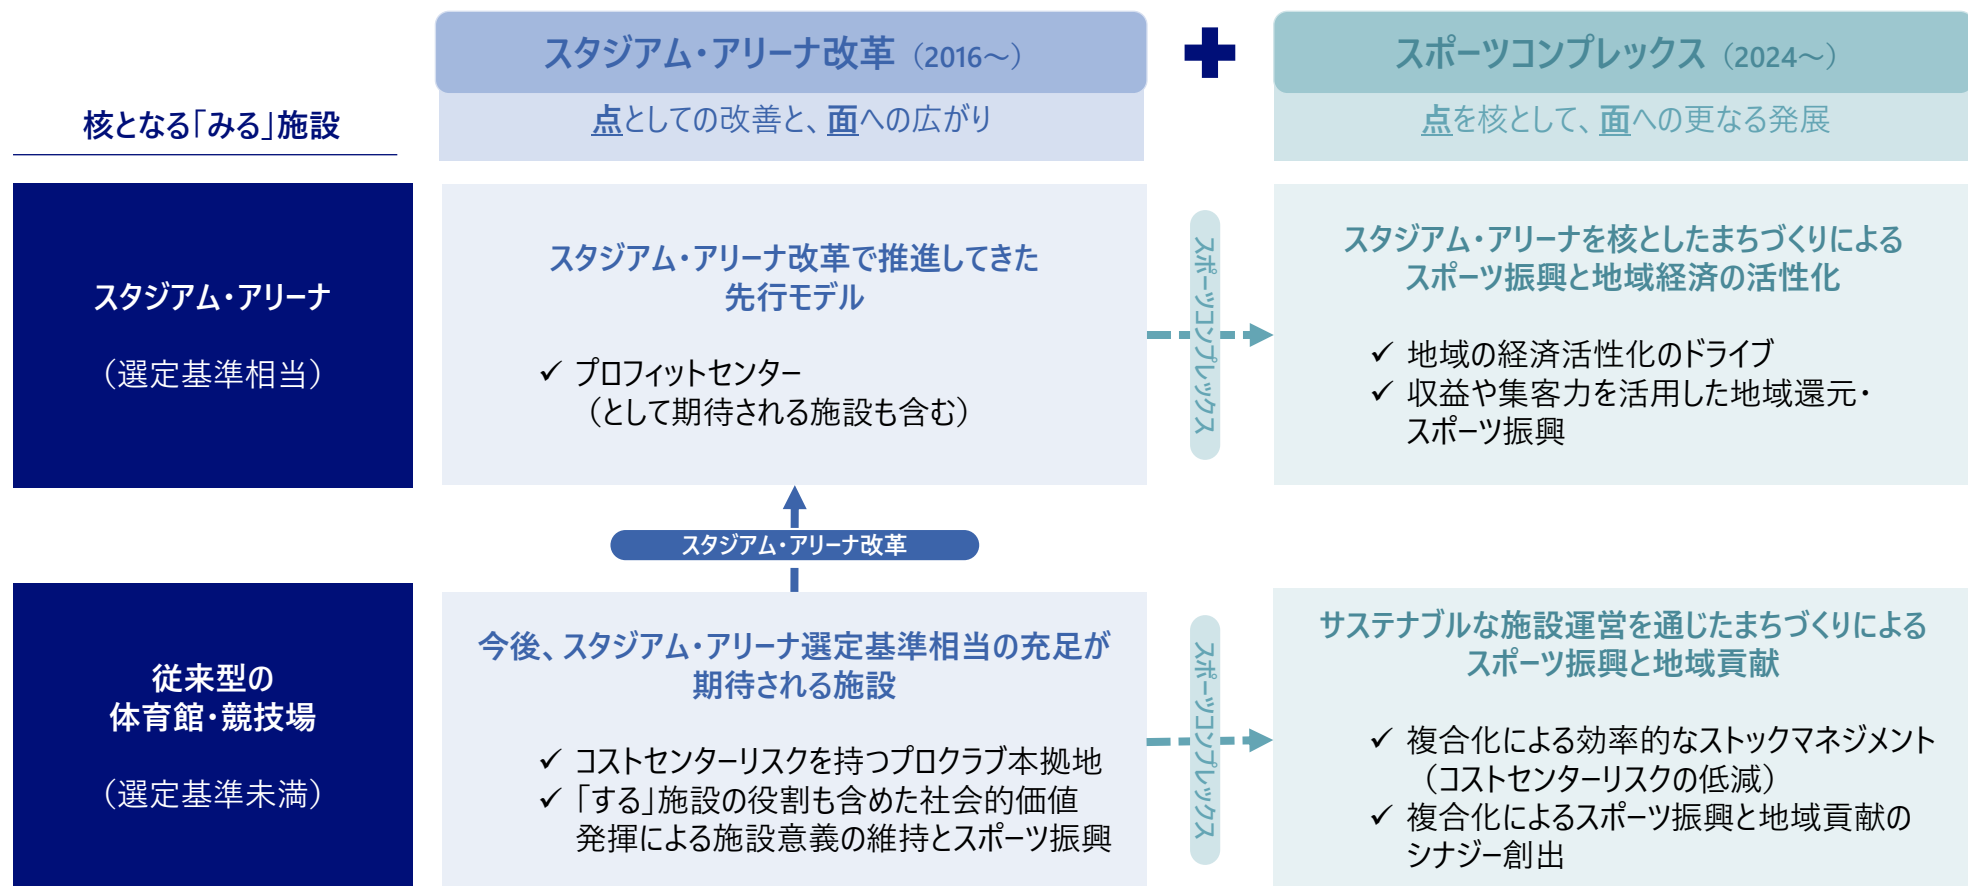 スタジアム・アリーナ改革（2016～）
スポーツコンプレックス（2024～）
核となる「みる」施設
点としての改善と、面への広がり
点を核として、面への更なる発展
スタジアム・アリーナ
（選定基準相当）
スタジアム・アリーナ改革で推進してきた
先行モデル
✓ プロフィットセンター
（として期待される施設も含む）
スポーツコンプレックス
スタジアム・アリーナを核としたまちづくりによる
スポーツ振興と地域経済の活性化
✓ 地域の経済活性化のドライブ
✓ 収益や集客力を活用した地域還元・
スポーツ振興
スタジアム・アリーナ改革
従来型の
体育館・競技場
（選定基準未満）
今後、スタジアム・アリーナ選定基準相当の充足が
期待される施設
✓ コストセンターリスクを持つプロクラブ本拠地
✓ 「する」施設の役割も含めた社会的価値
発揮による施設意義の維持とスポーツ振興
スポーツコンプレックス
サステナブルな施設運営を通じたまちづくりによる
スポーツ振興と地域貢献
✓ 複合化による効率的なストックマネジメント
（コストセンターリスクの低減）
✓ 複合化によるスポーツ振興と地域貢献の
シナジー創出